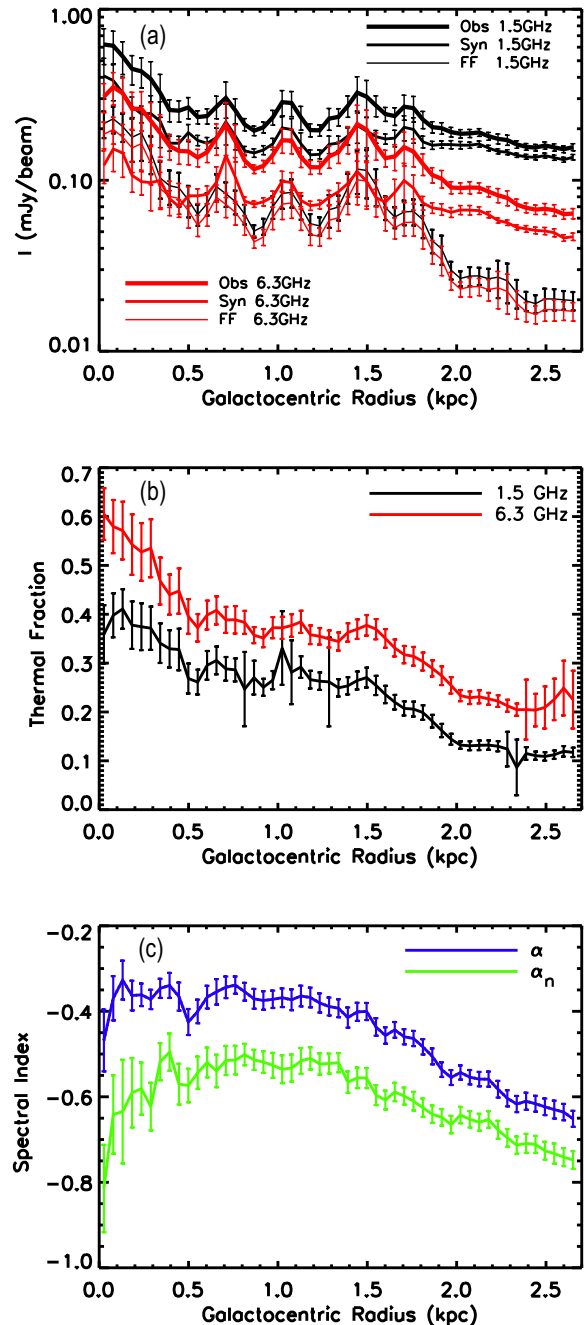 (a)
Obs 1.5GHz
Syn 1.5GHz
FF 1.5GHz
1.00
0.10
0.01
I (mJy/beam)
Obs 6.3GHz
Syn 6.3GHz
FF 6.3GHz
0.0 0.5 1.0 1.5 2.0 2.5
Galactocentric Radius (kpc)
(b)
1.5 GHz
6.3 GHz
0.7
0.6
0.5
0.4
0.3
0.2
0.1
0.0
Thermal Fraction
0.0 0.5 1.0 1.5 2.0 2.5
Galactocentric Radius (kpc)
(c)
α
αn
-0.2
-0.4
-0.6
-0.8
-1.0
Spectral Index
0.0 0.5 1.0 1.5 2.0 2.5
Galactocentric Radius (kpc)